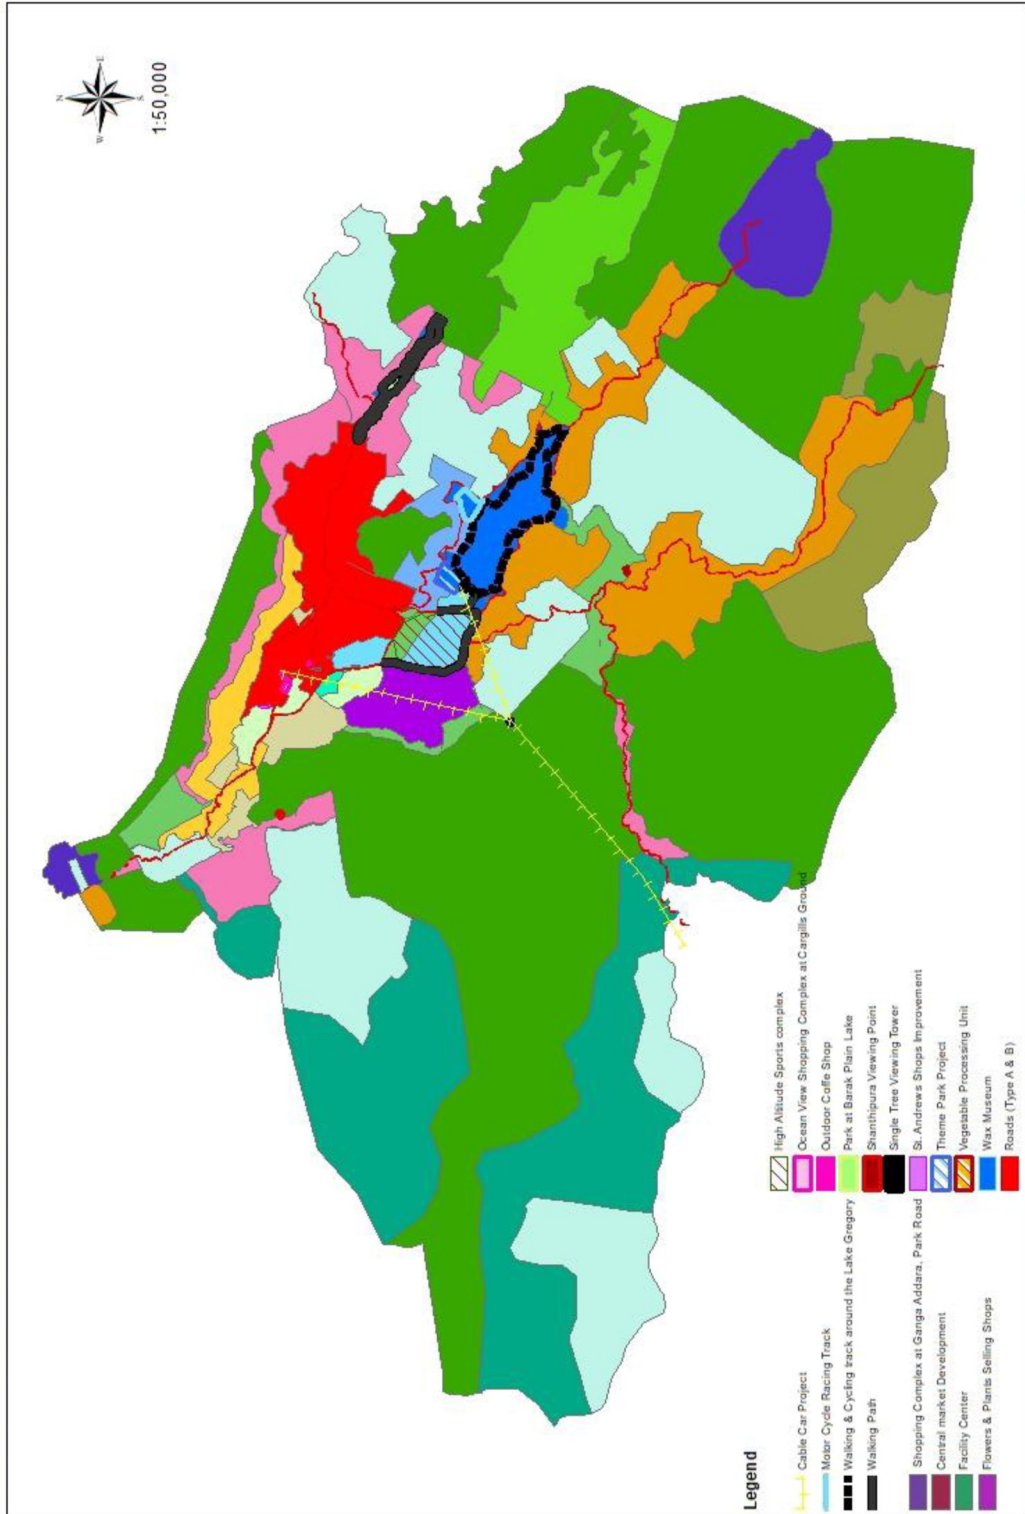 N
E
S
W
1:50,000
Legend
Cable Car Project
Motor Cycle Racing Track
Walking & Cycling track around the Lake Gregory
Walking Path
Shopping Complex at Ganga Addara, Park Road
Central market Development
Facility Center
Flowers & Plants Selling Shops
High Altitude Sports complex
Ocean View Shopping Complex at Cargills Ground
Outdoor Coffe Shop
Park at Barak Plain Lake
Shanthipura Viewing Point
Single Tree Viewing Tower
St. Andrews Shops Improvement
Theme Park Project
Vegetable Processing Unit
Wax Museum
Roads (Type A & B)